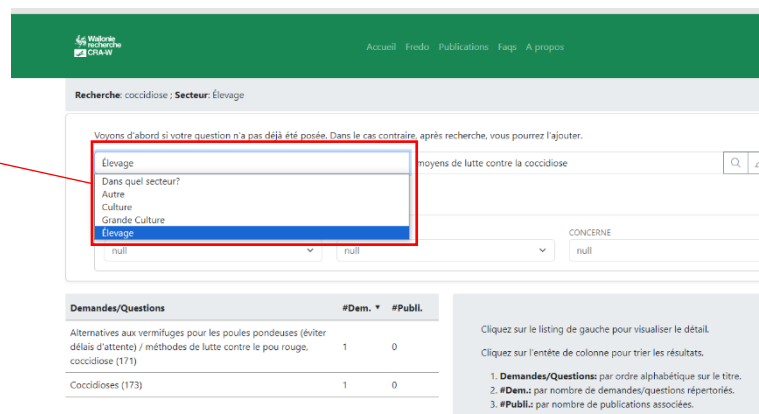 Wallonie
recherche
CRA-W
Accueil Fredo Publications Faqs A propos
Recherche: coccidiose ; Secteur: Élevage
Voyons d'abord si votre question n'a pas déjà été posée. Dans le cas contraire, après recherche, vous pourrez l'ajouter.
Élevage
moyens de lutte contre la coccidiose
Dans quel secteur?
Autre
Culture
Grande Culture
Élevage
CONCERNE
null null null
Demandes/Questions #Dem. ▼ #Publi.
Alternatives aux vermifuges pour les poules pondeuses (éviter
délais d'attente) / méthodes de lutte contre le pou rouge, 1 0
coccidiose (171)
Coccidioses (173) 1 0
Cliquez sur le listing de gauche pour visualiser le détail.
Cliquez sur l'entête de colonne pour trier les résultats.
1. Demandes/Questions: par ordre alphabétique sur le titre.
2. #Dem.: par nombre de demandes/questions répertoriés.
3. #Publi.: par nombre de publications associées.